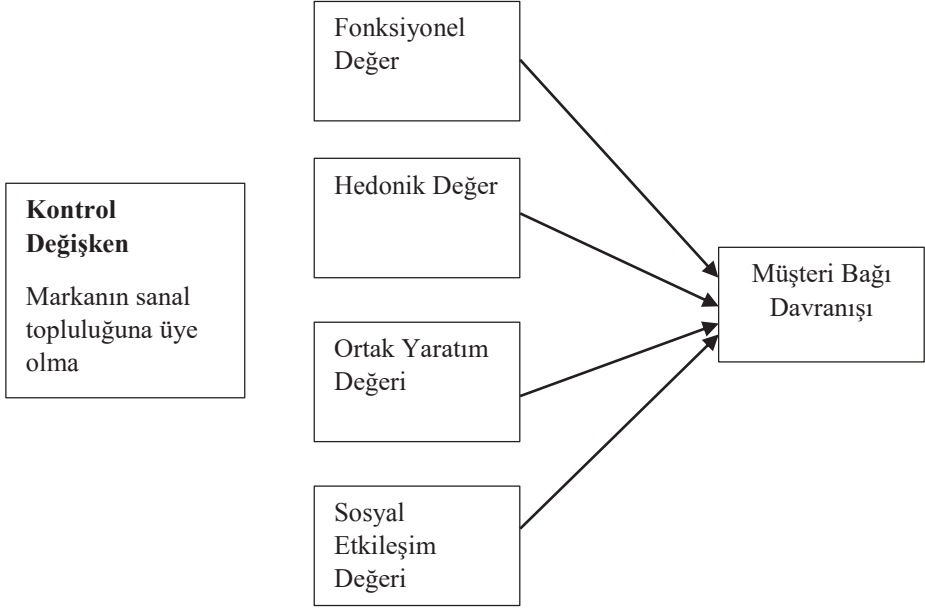 Fonksiyonel
Değer
Hedonik Değer
Kontrol
Değişken
Markanın sanal
topluluğuna üye
olma
Ortak Yaratım
Değeri
Sosyal
Etkileşim
Değeri
Müşteri Bağı
Davranışı